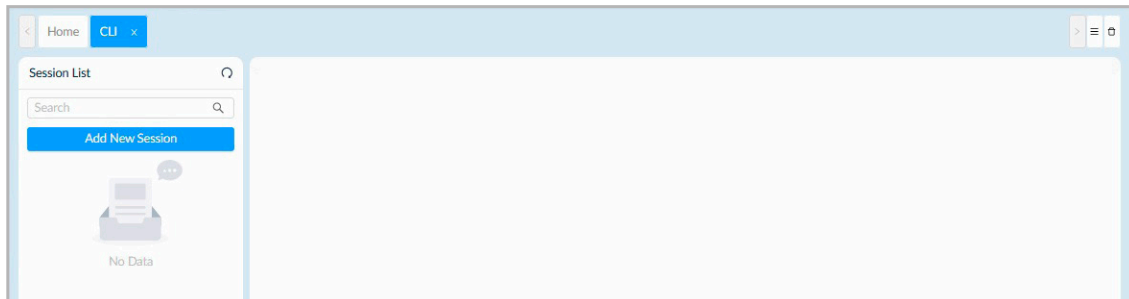 Home CLI x
Session List
Search
Add New Session
No Data